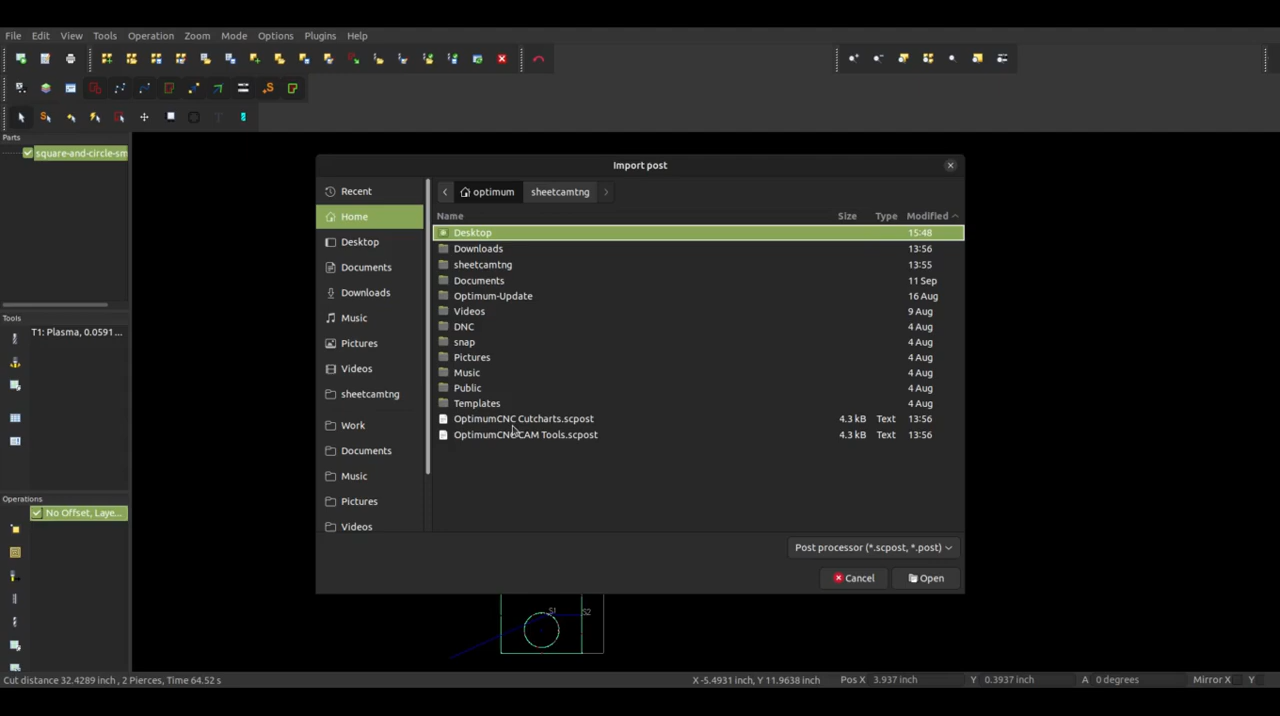 File Edit View Tools Operation Zoom Mode Options Plugins Help
Parts
square-and-circle-sm
Tools
T1: Plasma, 0.0591 ...
Operations
No Offset, Laye...
Import post
Recent
Home
Desktop
Documents
Downloads
Music
Pictures
Videos
sheetcamtng
Work
Documents
Music
Pictures
Videos
optimum sheetcamtng
Name Size Type Modified
Desktop 15:48
Downloads 13:56
sheetcamtng 13:55
Documents 11 Sep
Optimum-Update 16 Aug
Videos 9 Aug
DNC 4 Aug
snap 4 Aug
Pictures 4 Aug
Music 4 Aug
Public 4 Aug
Templates 4 Aug
OptimumCNC Cutcharts.scpost 4.3 kB Text 13:56
OptimumCNC CAM Tools.scpost 4.3 kB Text 13:56
Post processor (*.scpost, *.post)
Cancel Open
S1 S2
Cut distance 32.4289 inch , 2 Pierces, Time 64.52 s X -5.4931 inch, Y 11.9638 inch Pos X 3.937 inch Y 0.3937 inch A 0 degrees Mirror X Y